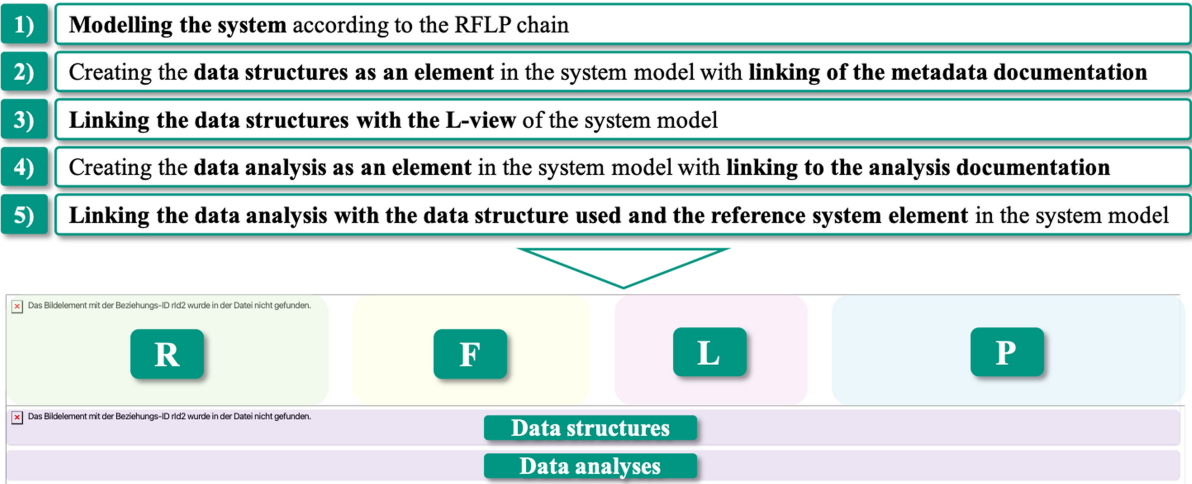 1) Modelling the system according to the RFLP chain
2) Creating the data structures as an element in the system model with linking of the metadata documentation
3) Linking the data structures with the L-view of the system model
4) Creating the data analysis as an element in the system model with linking to the analysis documentation
5) Linking the data analysis with the data structure used and the reference system element in the system model
Das Bildelement mit der Beziehungs-ID rId2 wurde in der Datei nicht gefunden.
R F L P
Das Bildelement mit der Beziehungs-ID rId2 wurde in der Datei nicht gefunden.
Data structures
Data analyses